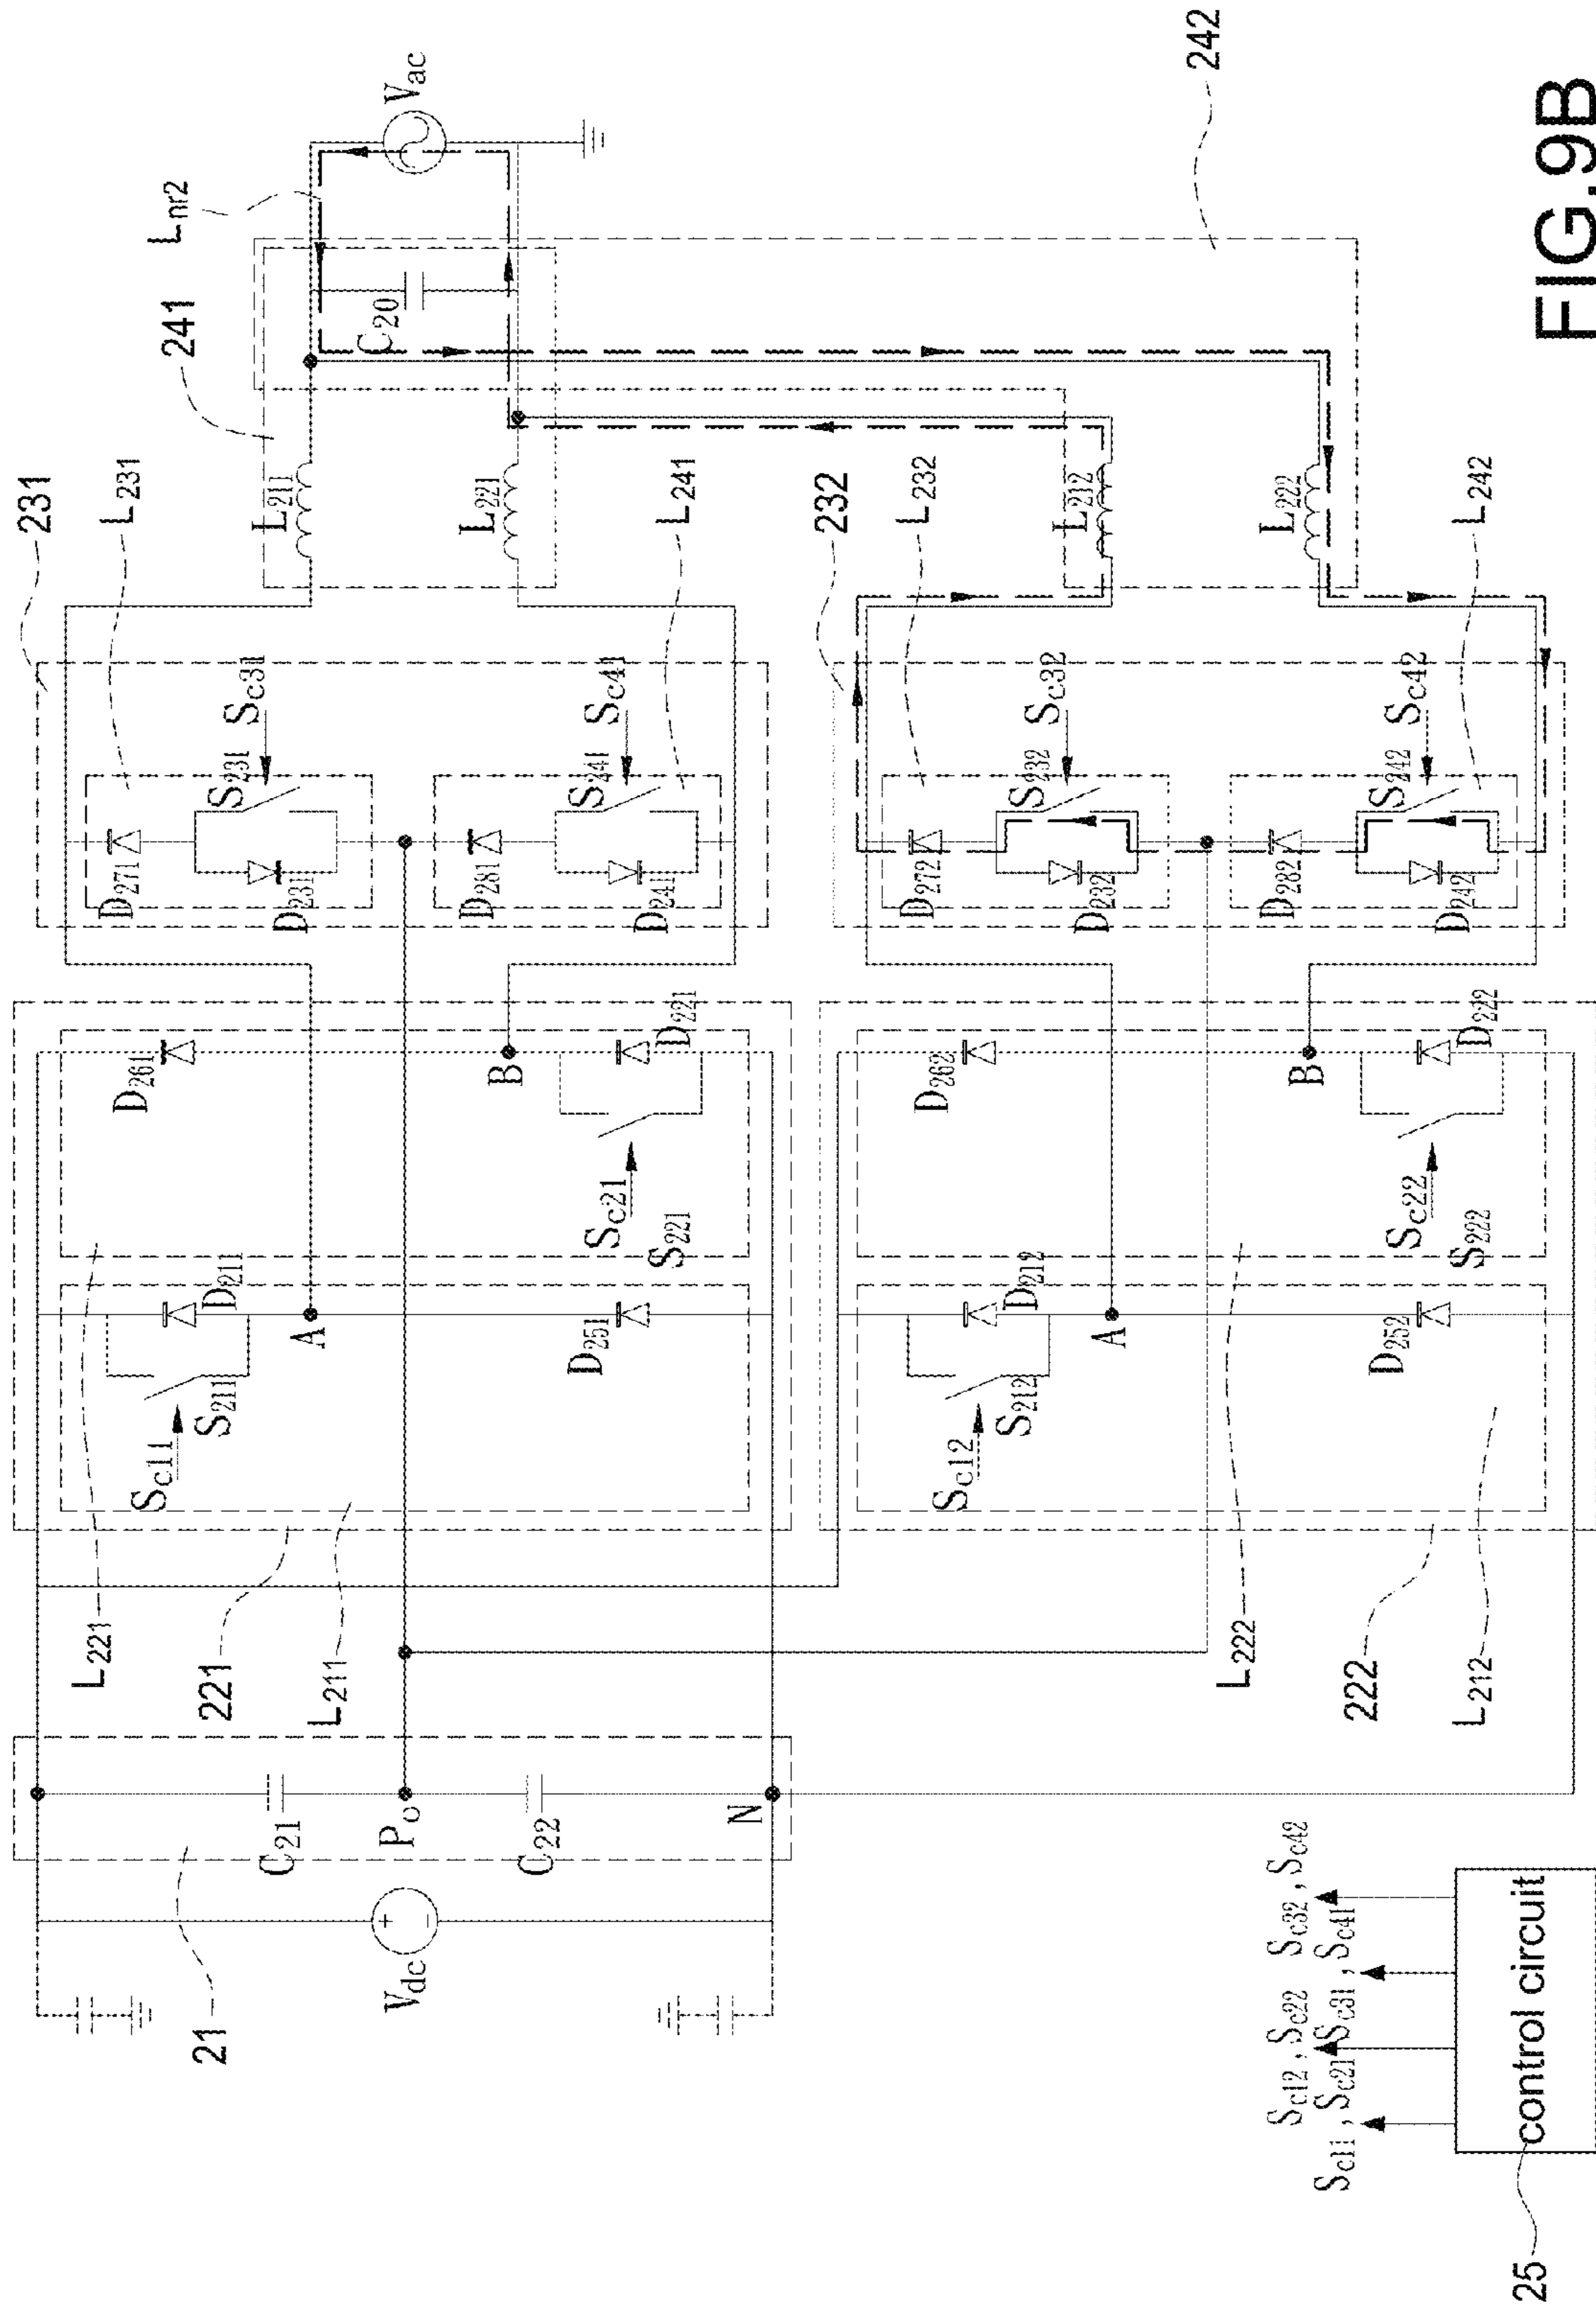 FIG.9B
21
Vdc
C21
Po
C22
N
L221
221
L211
Sc11
S211
D211
A
D251
D261
B
D221
Sc21
S221
231
L231
D271
S231
Sc31
D231
D281
S241
Sc41
D241
L241
241
L211
L221
C20
Lnr2
Vac
242
L222
222
L212
Sc12
S212
D212
A
D252
D262
B
D222
Sc22
S222
232
L232
D272
S232
Sc32
D232
D282
S242
Sc42
D242
L242
L212
L222
Sc12 , Sc22 Sc32 , Sc42
Sc11 , Sc21 Sc31 , Sc41
control circuit
25